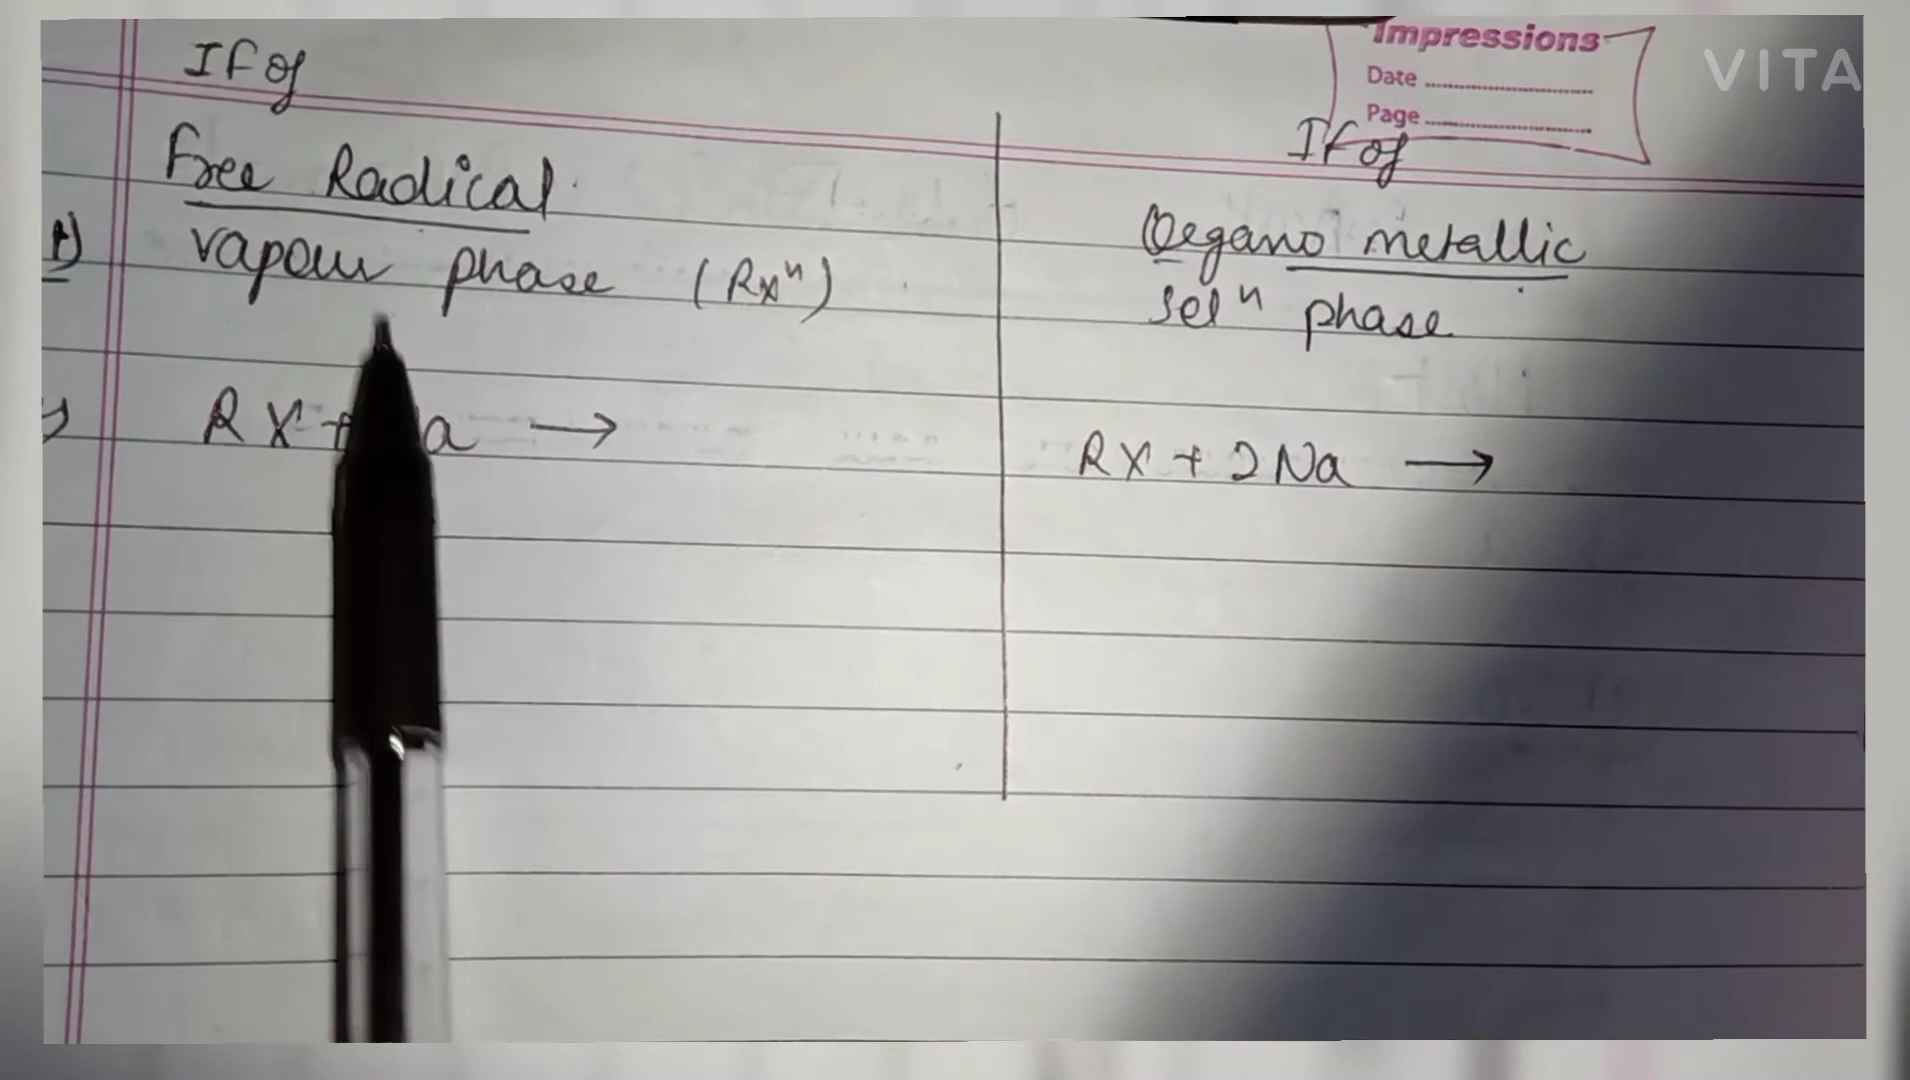 IF of
Free Radical
1) vapour phase (Rxⁿ)
RX + a →
Impressions
Date
Page
IF of
Organo metallic
Solⁿ phase
RX + 2Na →
VITA